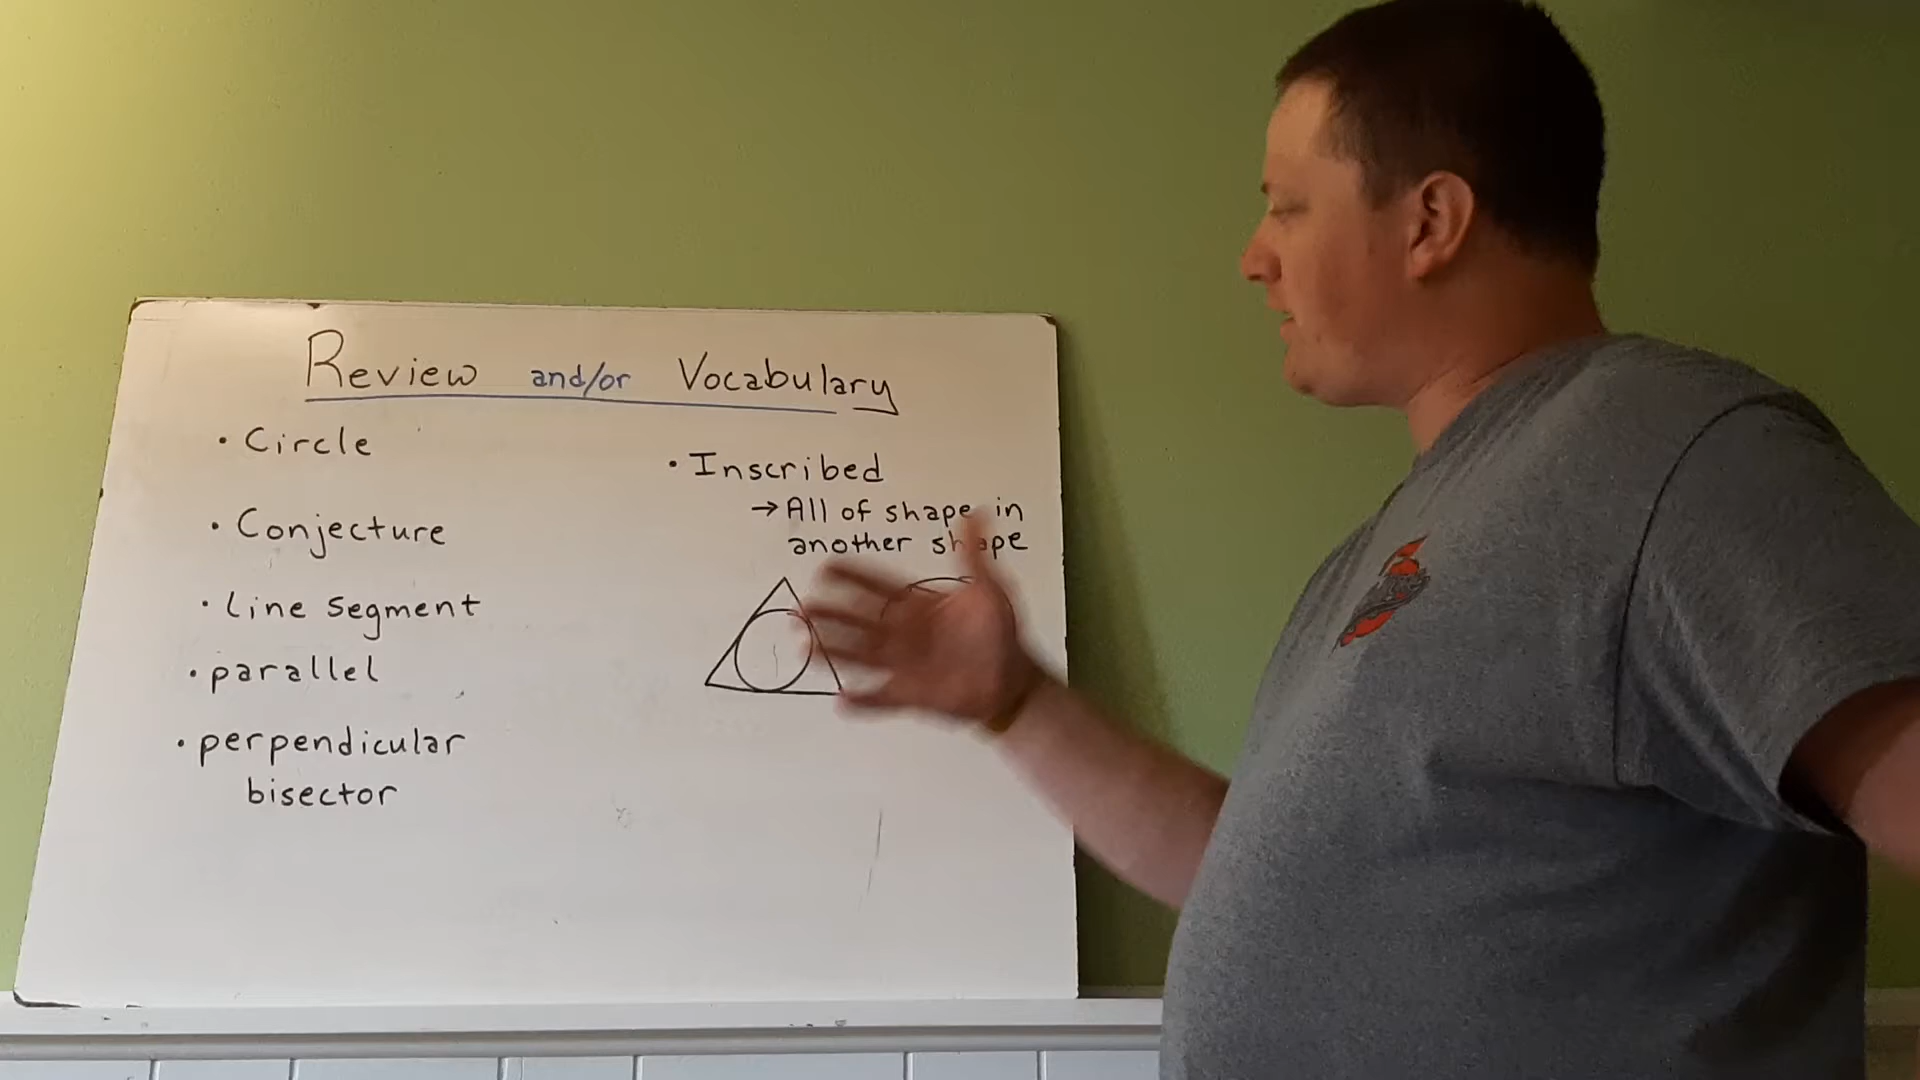 Review and/or Vocabulary
• Circle
• Conjecture
• Line segment
• parallel
• perpendicular
bisector
• Inscribed
→ All of shape in
another shape